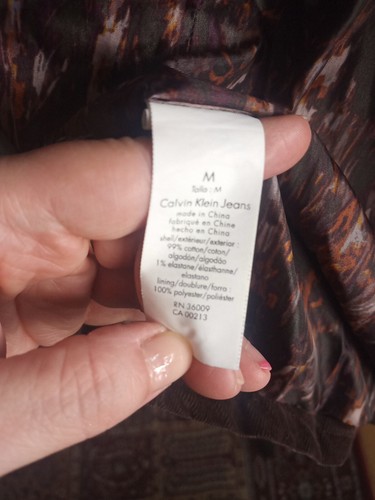 M
Talla : M
Calvin Klein Jeans
made in China
fabriqué en Chine
hecho en China
shell/extérieur/exterior :
99% cotton/coton/
algodón/algodão
1% elastane/élasthanne/
elastano
lining/doublure/forro :
100% polyester/poliéster
RN 36009
CA 00213